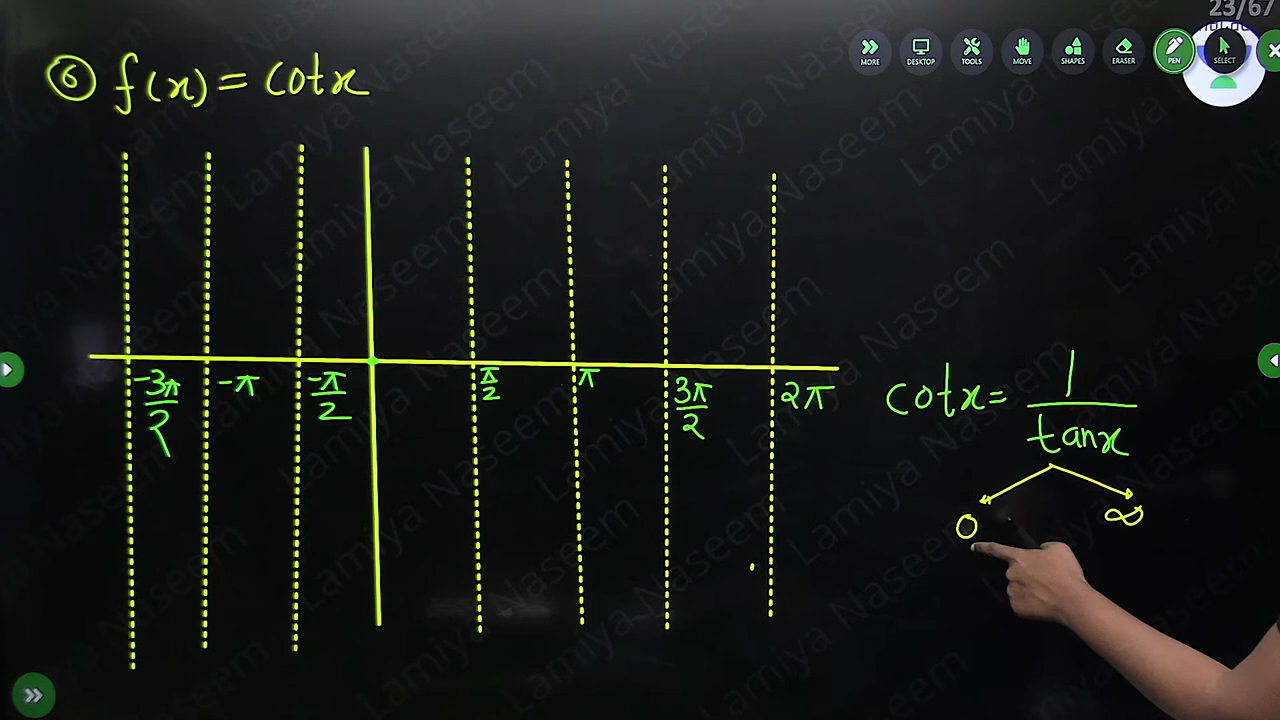 23/67
MORE DESKTOP TOOLS MOVE SHAPES ERASER PEN SELECT
⑥ f(x) = cotx
-3π/2 -π -π/2 π/2 π 3π/2 2π
cotx = 1/tanx
0 ∞
Lamiya Naseem